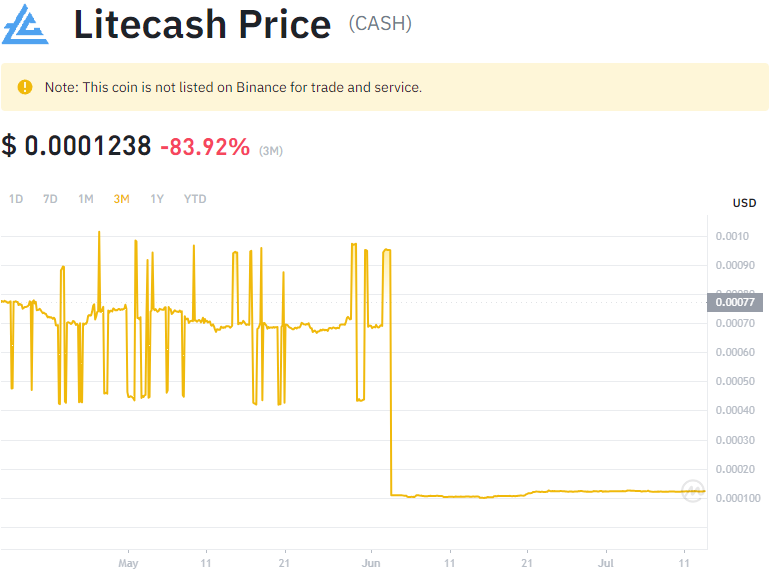 Litecash Price (CASH)
Note: This coin is not listed on Binance for trade and service.
$ 0.0001238 -83.92% (3M)
1D 7D 1M 3M 1Y YTD
USD
0.0010
0.00090
0.00080
0.00077
0.00070
0.00060
0.00050
0.00040
0.00030
0.00020
0.000100
May 11 21 Jun 11 21 Jul 11